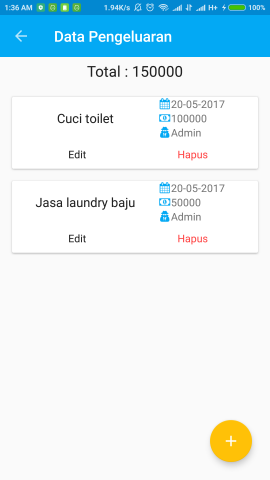 1:36 AM 1.94K/s H+ 100%
Data Pengeluaran
Total : 150000
Cuci toilet
20-05-2017
100000
Admin
Edit Hapus
Jasa laundry baju
20-05-2017
50000
Admin
Edit Hapus
+